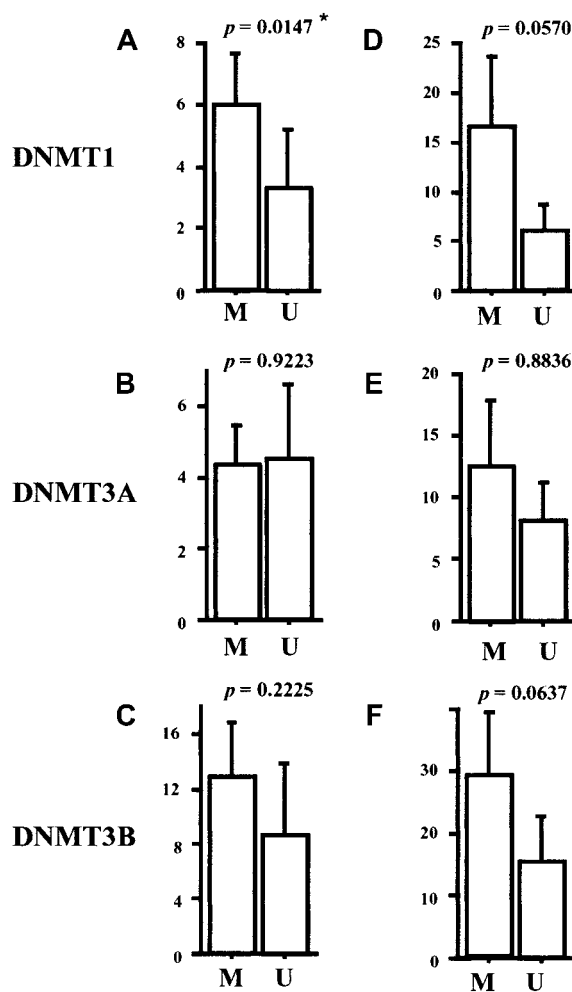 A p = 0.0147 * D p = 0.0570
DNMT1
8
6
4
2
0
M U
25
20
15
10
5
0
M U
B p = 0.9223 E p = 0.8836
DNMT3A
6
4
2
0
M U
20
15
10
5
0
M U
C p = 0.2225 F p = 0.0637
DNMT3B
16
12
8
4
0
M U
30
20
10
0
M U